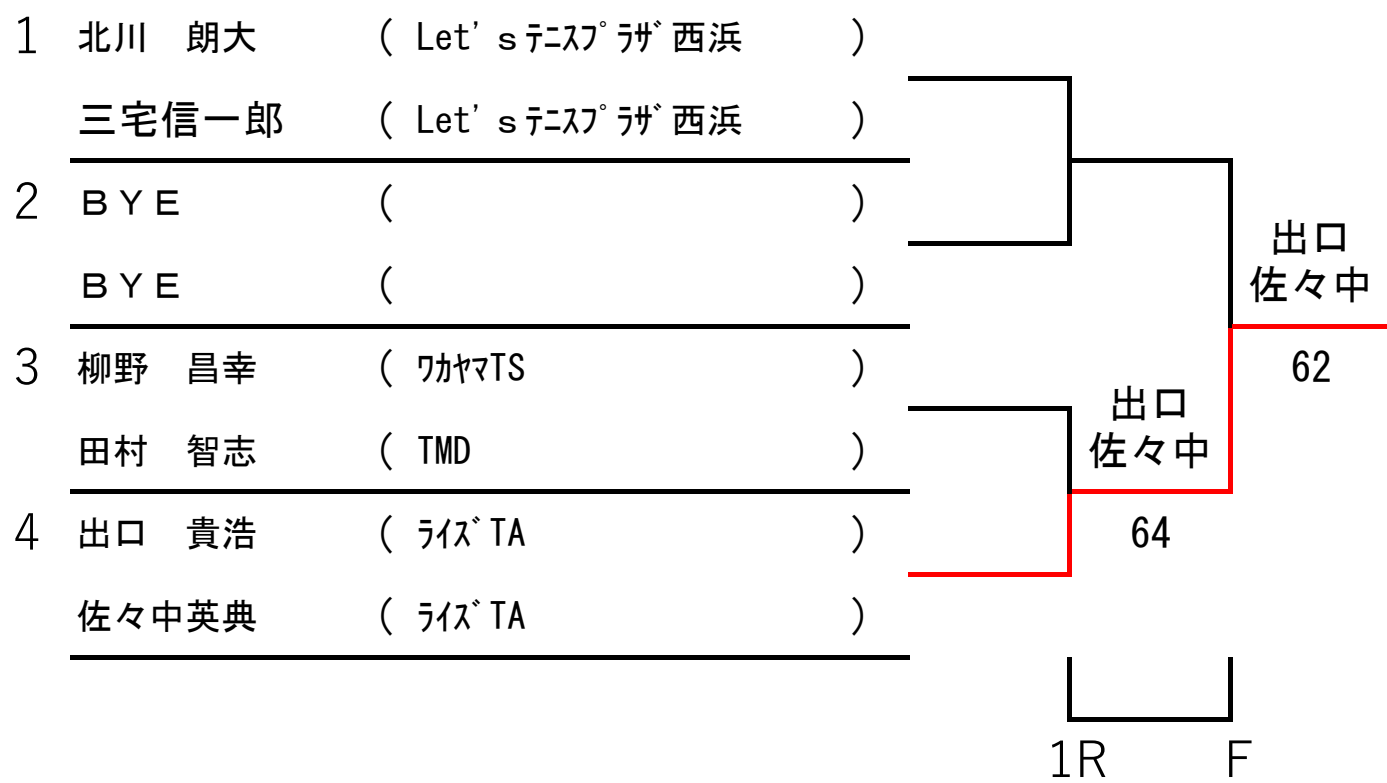 1 北川　朗大 ( Let'ｓﾃﾆｽﾌﾟﾗｻﾞ西浜 )
三宅信一郎 ( Let'ｓﾃﾆｽﾌﾟﾗｻﾞ西浜 )
2 ＢＹＥ ( )
ＢＹＥ ( )
3 柳野　昌幸 ( ﾜｶﾔﾏTS )
田村　智志 ( TMD )
4 出口　貴浩 ( ﾗｲｽﾞTA )
佐々中英典 ( ﾗｲｽﾞTA )
出口
佐々中
64
出口
佐々中
62
1R F